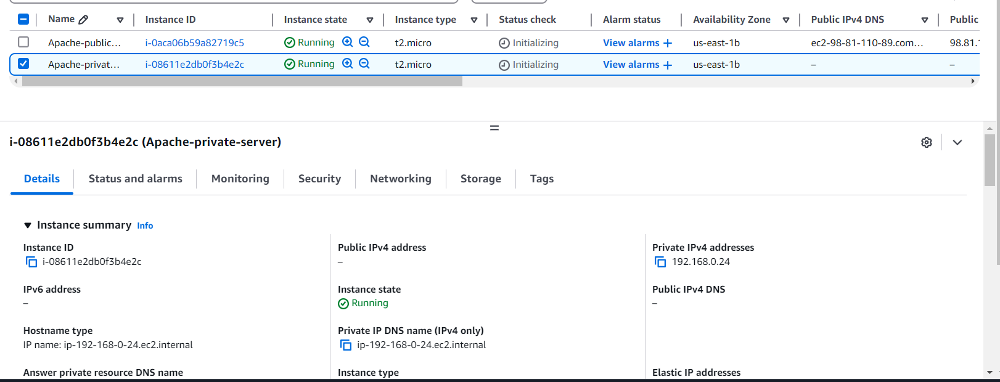 Name Instance ID Instance state Instance type Status check Alarm status Availability Zone Public IPv4 DNS Public
Apache-public... i-0aca06b59a82719c5 Running t2.micro Initializing View alarms + us-east-1b ec2-98-81-110-89.com... 98.81.
Apache-privat... i-08611e2db0f3b4e2c Running t2.micro Initializing View alarms + us-east-1b – –
i-08611e2db0f3b4e2c (Apache-private-server)
Details Status and alarms Monitoring Security Networking Storage Tags
Instance summary Info
Instance ID Public IPv4 address Private IPv4 addresses
i-08611e2db0f3b4e2c – 192.168.0.24
IPv6 address Instance state Public IPv4 DNS
– Running –
Hostname type Private IP DNS name (IPv4 only)
IP name: ip-192-168-0-24.ec2.internal ip-192-168-0-24.ec2.internal
Answer private resource DNS name Instance type Elastic IP addresses